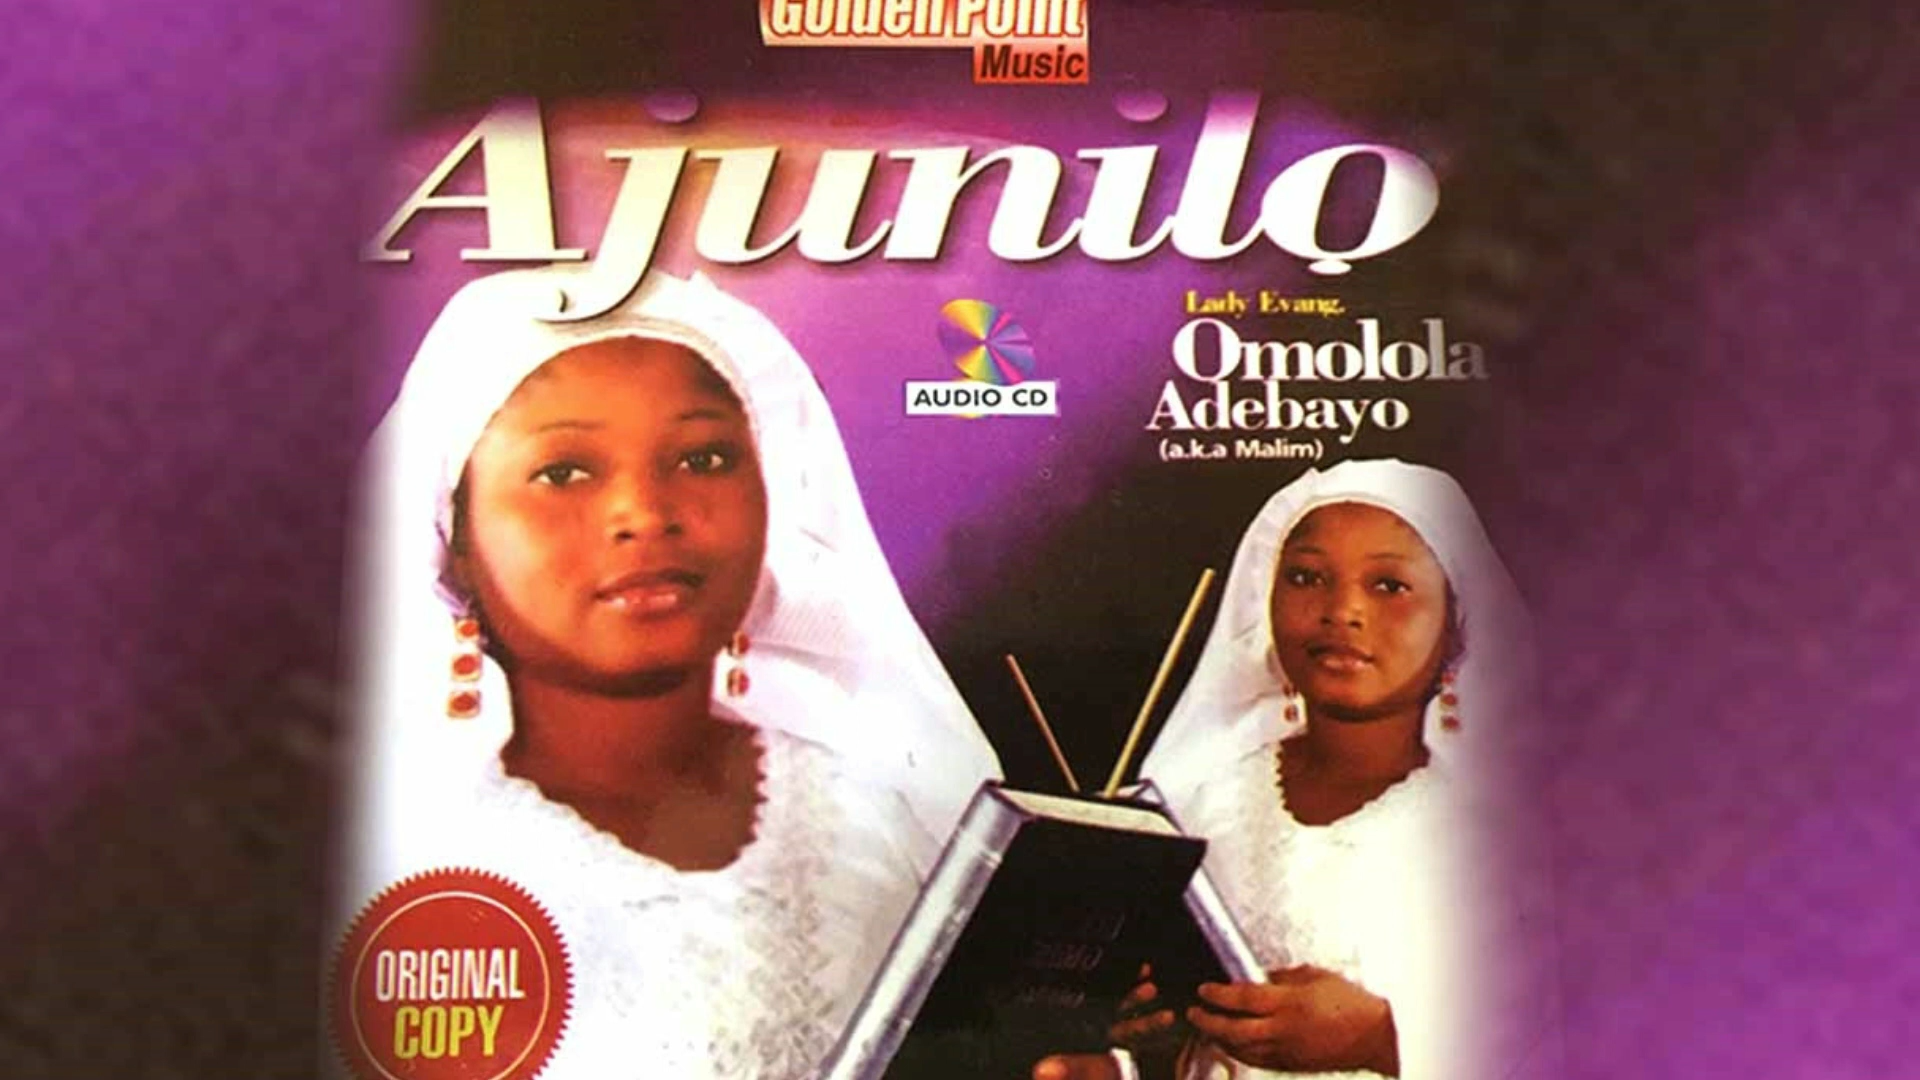 Golden Point
Music
Ajunilọ
AUDIO CD
Lady Evang.
Omolola
Adebayo
(a.k.a Malim)
ORIGINAL
COPY